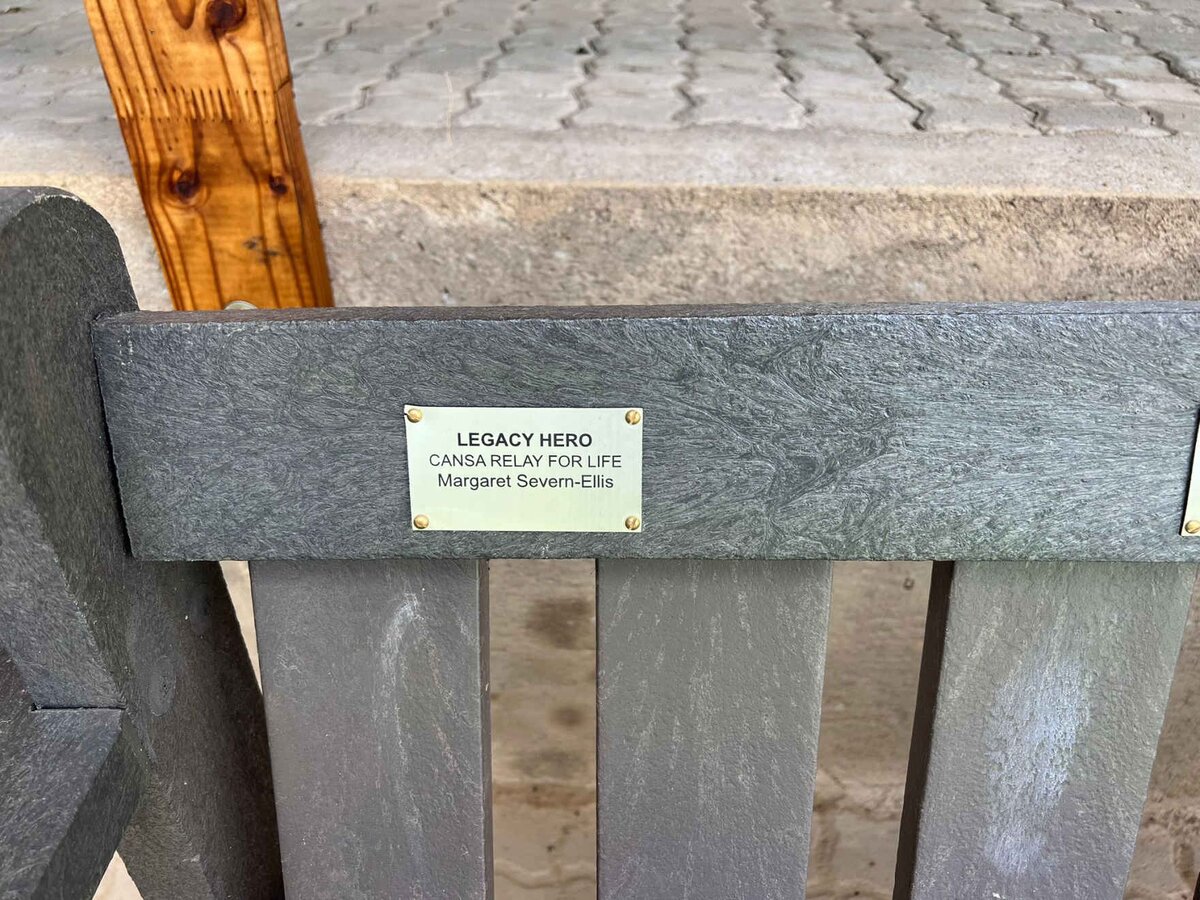 LEGACY HERO
CANSA RELAY FOR LIFE
Margaret Severn-Ellis